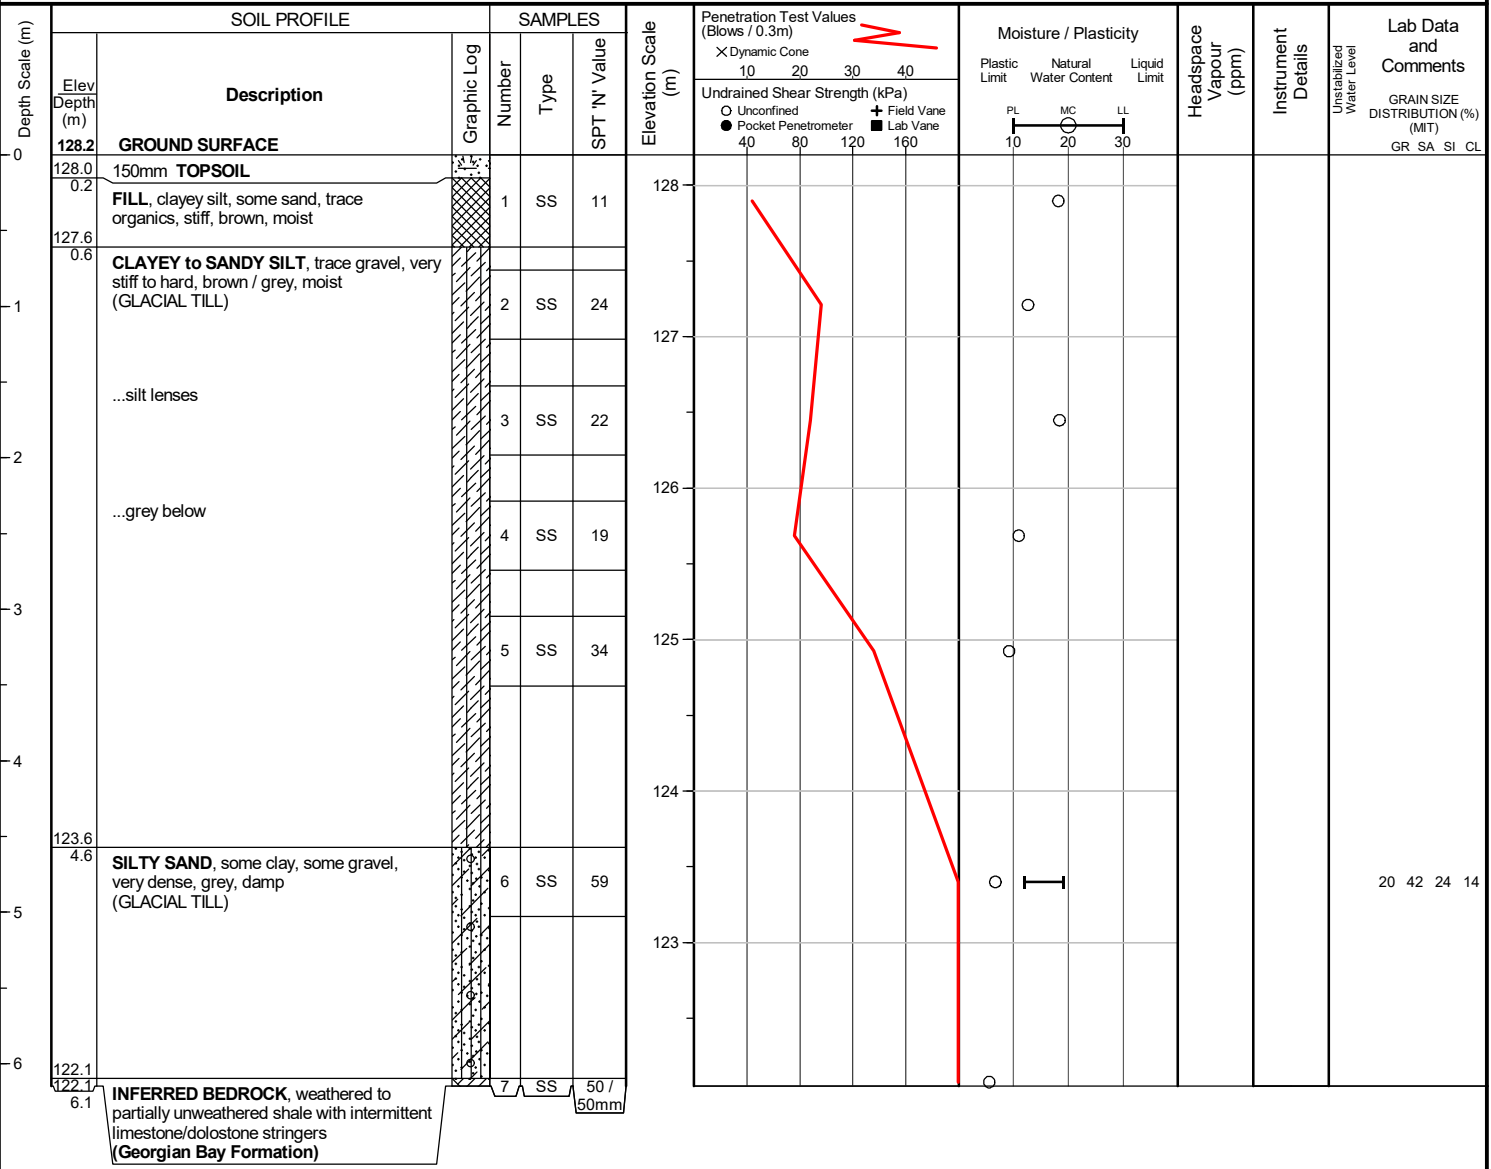 SOIL PROFILE
SAMPLES
Depth Scale (m)
Elev
Depth
(m)
Description
Graphic Log
Number
Type
SPT 'N' Value
Elevation Scale
(m)
Penetration Test Values
(Blows / 0.3m)
× Dynamic Cone
10 20 30 40
Undrained Shear Strength (kPa)
Unconfined
Field Vane
Pocket Penetrometer
Lab Vane
40 80 120 160
Moisture / Plasticity
Plastic
Limit
Natural
Water Content
Liquid
Limit
PL MC LL
10 20 30
Headspace
Vapour
(ppm)
Instrument
Details
Unstabilized
Water Level
Lab Data
and
Comments
GRAIN SIZE
DISTRIBUTION (%)
(MIT)
GR SA SI CL
128.2 GROUND SURFACE
0
128.0 150mm TOPSOIL
0.2
FILL, clayey silt, some sand, trace
organics, stiff, brown, moist
1 SS 11
128
127.6
0.6
CLAYEY to SANDY SILT, trace gravel, very
stiff to hard, brown / grey, moist
(GLACIAL TILL)
1
2 SS 24
127
...silt lenses
3 SS 22
2
126
...grey below
4 SS 19
3
125
5 SS 34
4
124
123.6
4.6
SILTY SAND, some clay, some gravel,
very dense, grey, damp
(GLACIAL TILL)
6 SS 59
20 42 24 14
5
123
6
122.1
122.1
6.1
INFERRED BEDROCK, weathered to
partially unweathered shale with intermittent
limestone/dolostone stringers
(Georgian Bay Formation)
7 SS 50 /
50mm